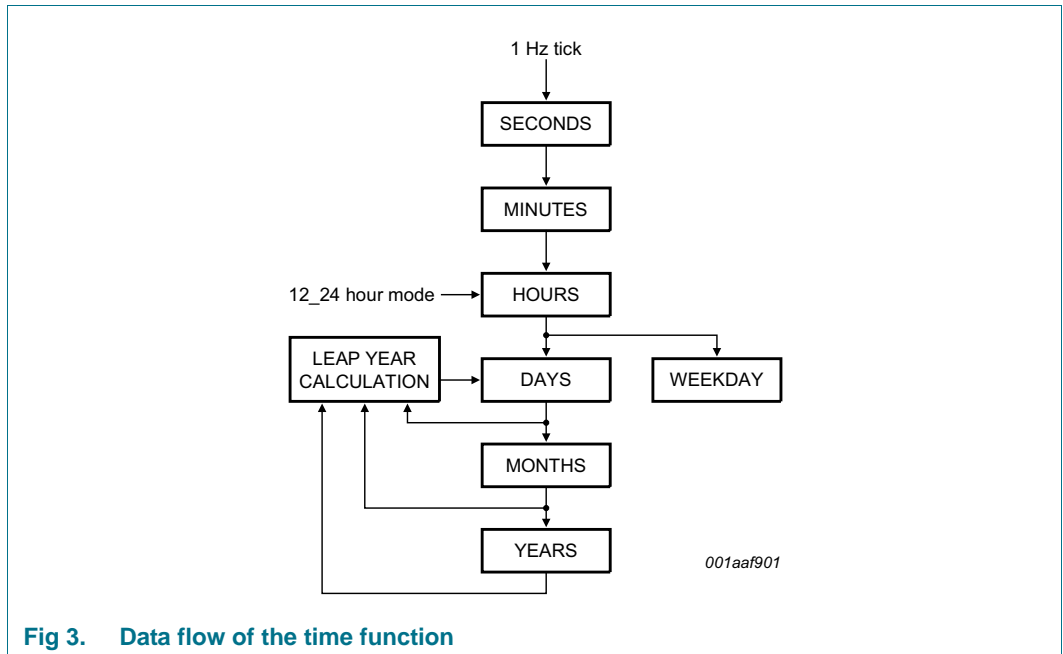 1 Hz tick
SECONDS
MINUTES
12_24 hour mode
HOURS
LEAP YEAR
CALCULATION
DAYS
WEEKDAY
MONTHS
YEARS
001aaf901
Fig 3. Data flow of the time function